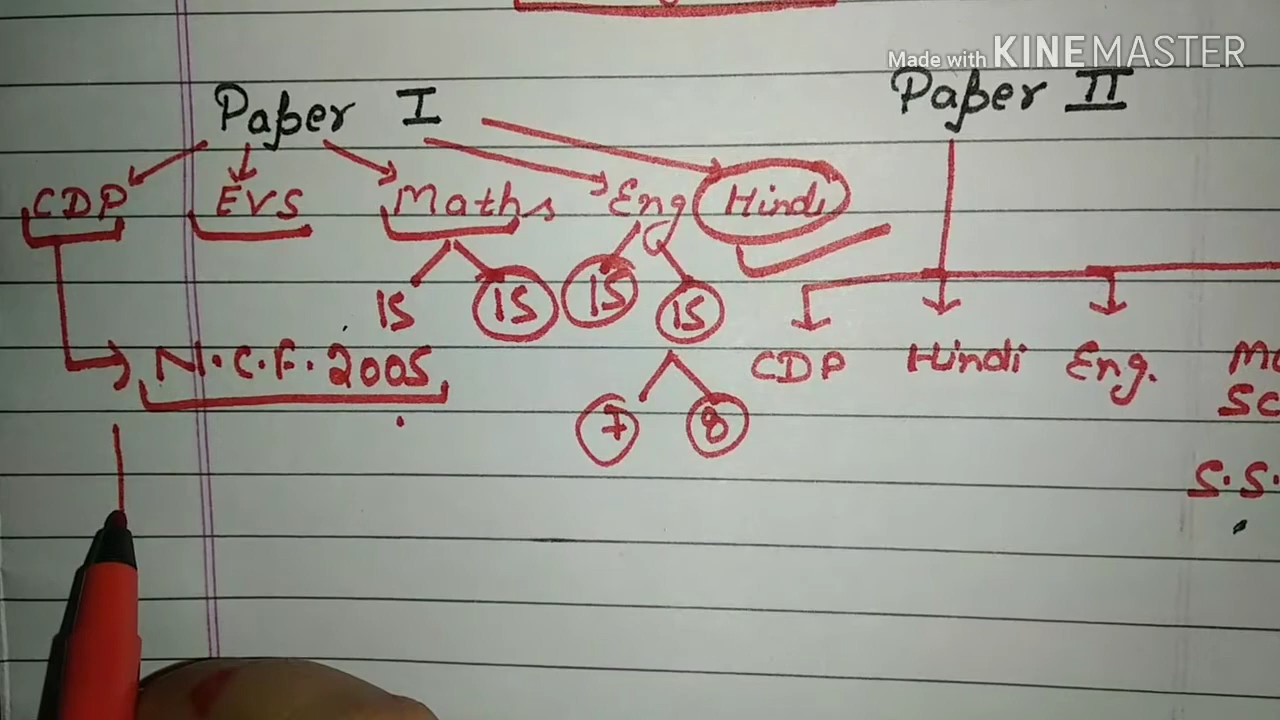 Made with KINEMASTER
Paper I
Paper II
CDP EVS Maths Eng Hindi
15 15 15 15
N.C.F. 2005
CDP Hindi Eng.
7 8
S.S.